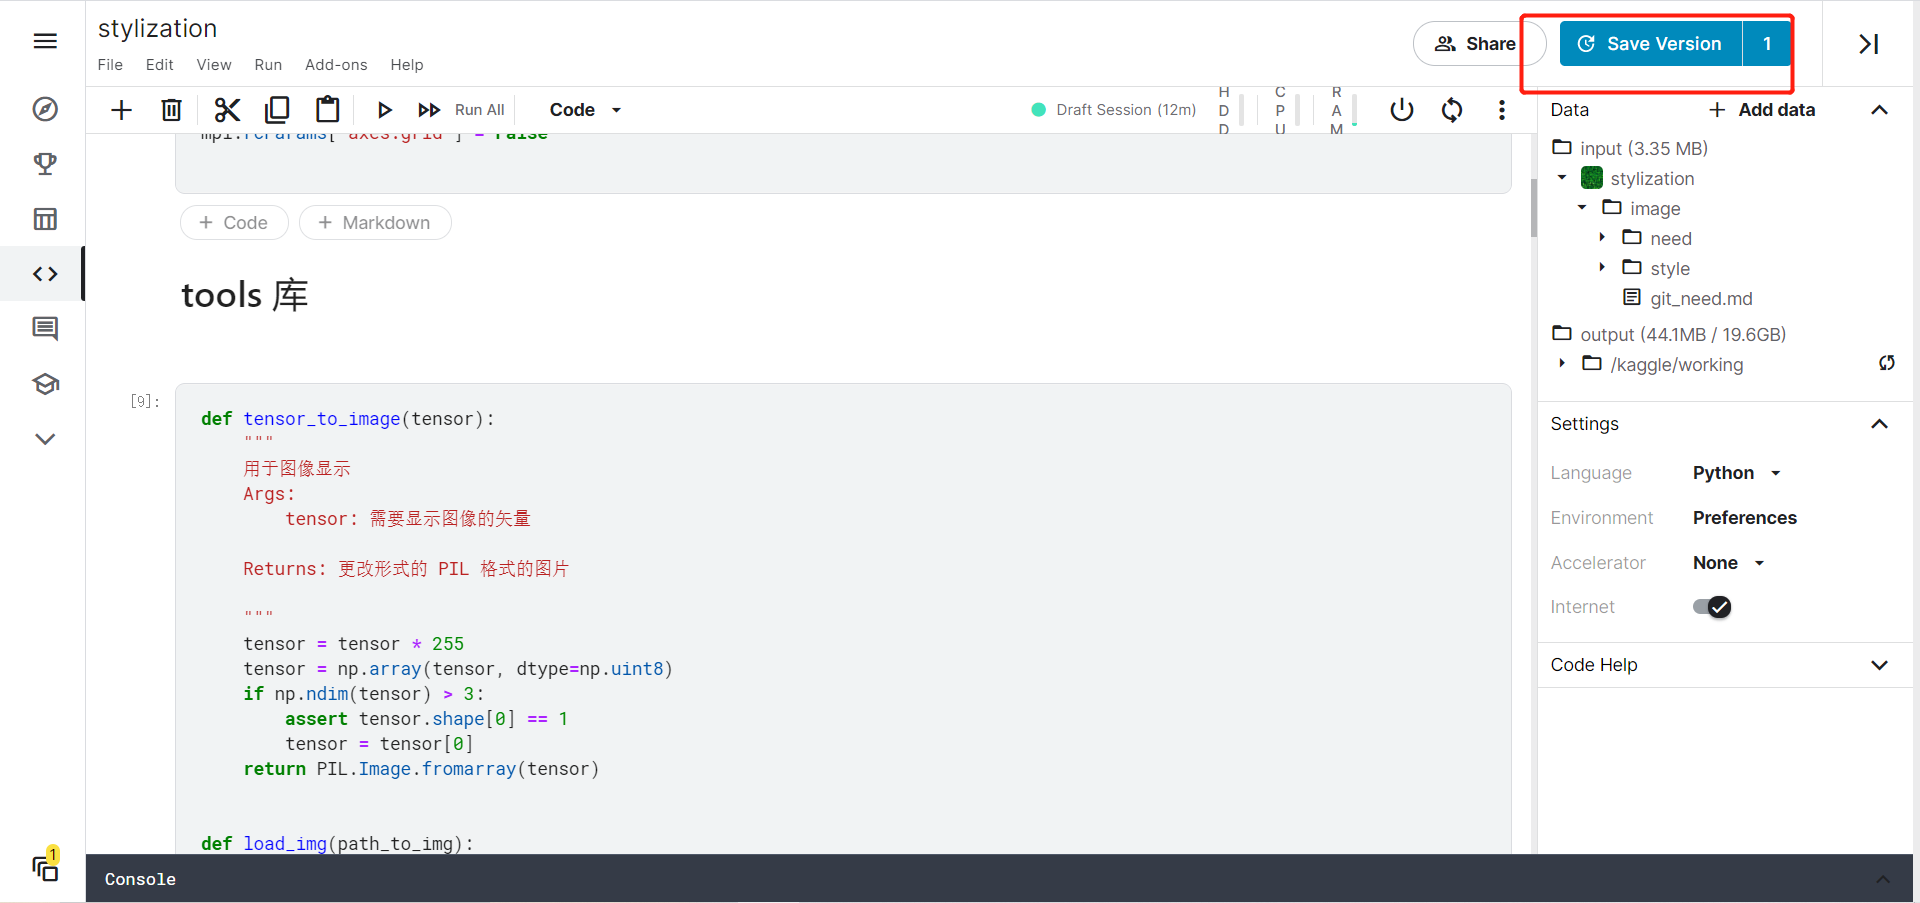 stylization
File Edit View Run Add-ons Help
Share
Save Version 1
Run All
Code
Draft Session (12m)
HDD
CPU
RAM
mpl.rcParams['axes.grid'] = False
+ Code
+ Markdown
tools 库
[9]:
def tensor_to_image(tensor):
"""
用于图像显示
Args:
tensor: 需要显示图像的矢量
Returns: 更改形式的 PIL 格式的图片
"""
tensor = tensor * 255
tensor = np.array(tensor, dtype=np.uint8)
if np.ndim(tensor) > 3:
assert tensor.shape[0] == 1
tensor = tensor[0]
return PIL.Image.fromarray(tensor)
def load_img(path_to_img):
Console
1
Data
+ Add data
input (3.35 MB)
stylization
image
need
style
git_need.md
output (44.1MB / 19.6GB)
/kaggle/working
Settings
Language Python
Environment Preferences
Accelerator None
Internet
Code Help